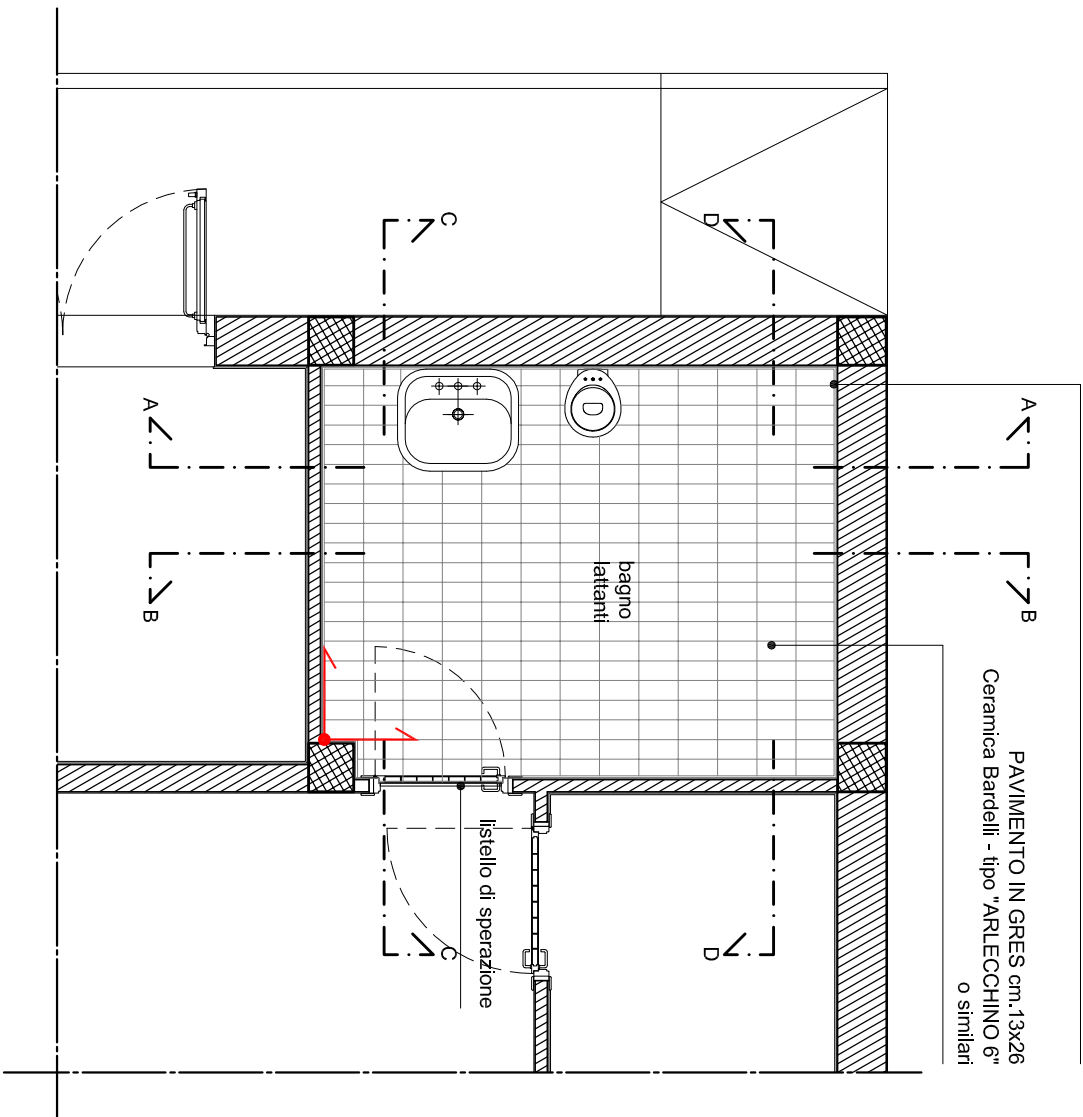 PAVIMENTO IN GRES cm.13x26
Ceramica Bardelli - tipo "ARLECCHINO 6"
o similari
A
B
A
B
C
D
C
D
bagno
lattanti
listello di sperazione